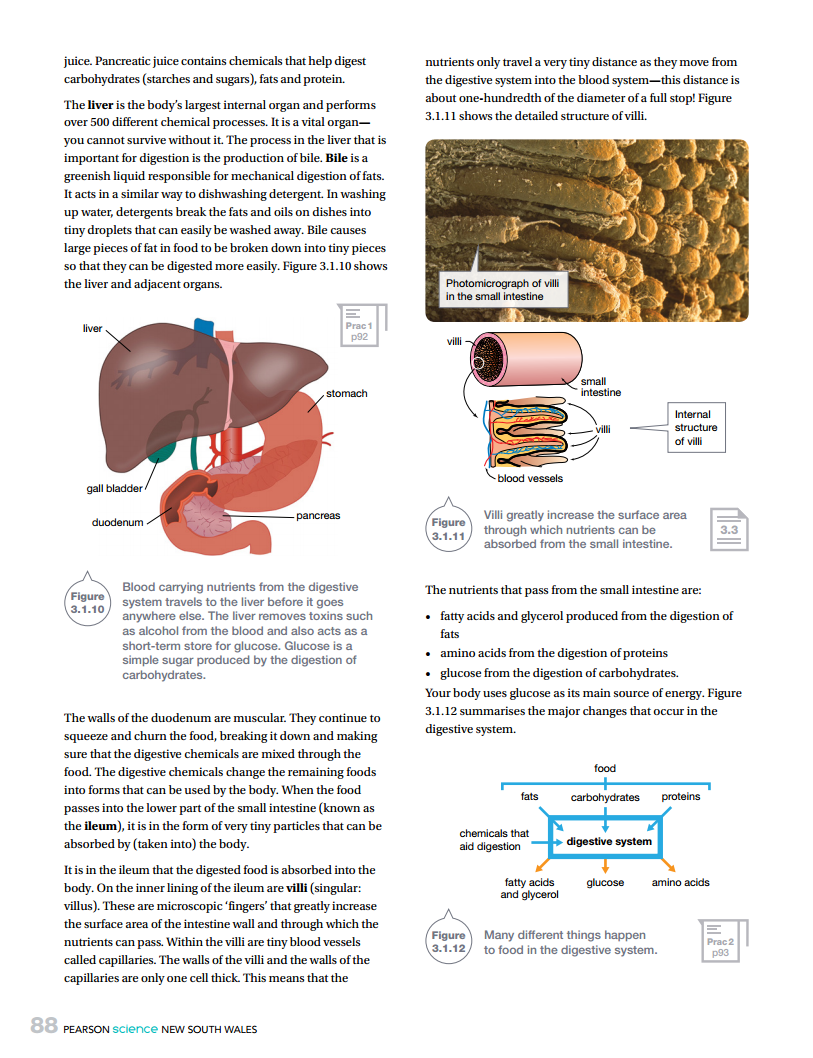 juice. Pancreatic juice contains chemicals that help digest
carbohydrates (starches and sugars), fats and protein.
The liver is the body's largest internal organ and performs
over 500 different chemical processes. It is a vital organ—
you cannot survive without it. The process in the liver that is
important for digestion is the production of bile. Bile is a
greenish liquid responsible for mechanical digestion of fats.
It acts in a similar way to dishwashing detergent. In washing
up water, detergents break the fats and oils on dishes into
tiny droplets that can easily be washed away. Bile causes
large pieces of fat in food to be broken down into tiny pieces
so that they can be digested more easily. Figure 3.1.10 shows
the liver and adjacent organs.
Prac 1
p92
liver
stomach
gall bladder
duodenum
pancreas
Figure
3.1.10
Blood carrying nutrients from the digestive
system travels to the liver before it goes
anywhere else. The liver removes toxins such
as alcohol from the blood and also acts as a
short-term store for glucose. Glucose is a
simple sugar produced by the digestion of
carbohydrates.
The walls of the duodenum are muscular. They continue to
squeeze and churn the food, breaking it down and making
sure that the digestive chemicals are mixed through the
food. The digestive chemicals change the remaining foods
into forms that can be used by the body. When the food
passes into the lower part of the small intestine (known as
the ileum), it is in the form of very tiny particles that can be
absorbed by (taken into) the body.
It is in the ileum that the digested food is absorbed into the
body. On the inner lining of the ileum are villi (singular:
villus). These are microscopic 'fingers' that greatly increase
the surface area of the intestine wall and through which the
nutrients can pass. Within the villi are tiny blood vessels
called capillaries. The walls of the villi and the walls of the
capillaries are only one cell thick. This means that the
nutrients only travel a very tiny distance as they move from
the digestive system into the blood system—this distance is
about one-hundredth of the diameter of a full stop! Figure
3.1.11 shows the detailed structure of villi.
Photomicrograph of villi
in the small intestine
villi
small
intestine
villi
Internal
structure
of villi
blood vessels
Figure
3.1.11
Villi greatly increase the surface area
through which nutrients can be
absorbed from the small intestine.
3.3
The nutrients that pass from the small intestine are:
• fatty acids and glycerol produced from the digestion of
fats
• amino acids from the digestion of proteins
• glucose from the digestion of carbohydrates.
Your body uses glucose as its main source of energy. Figure
3.1.12 summarises the major changes that occur in the
digestive system.
food
fats
carbohydrates
proteins
chemicals that
aid digestion
digestive system
fatty acids
and glycerol
glucose
amino acids
Figure
3.1.12
Many different things happen
to food in the digestive system.
Prac 2
p93
88 PEARSON science NEW SOUTH WALES